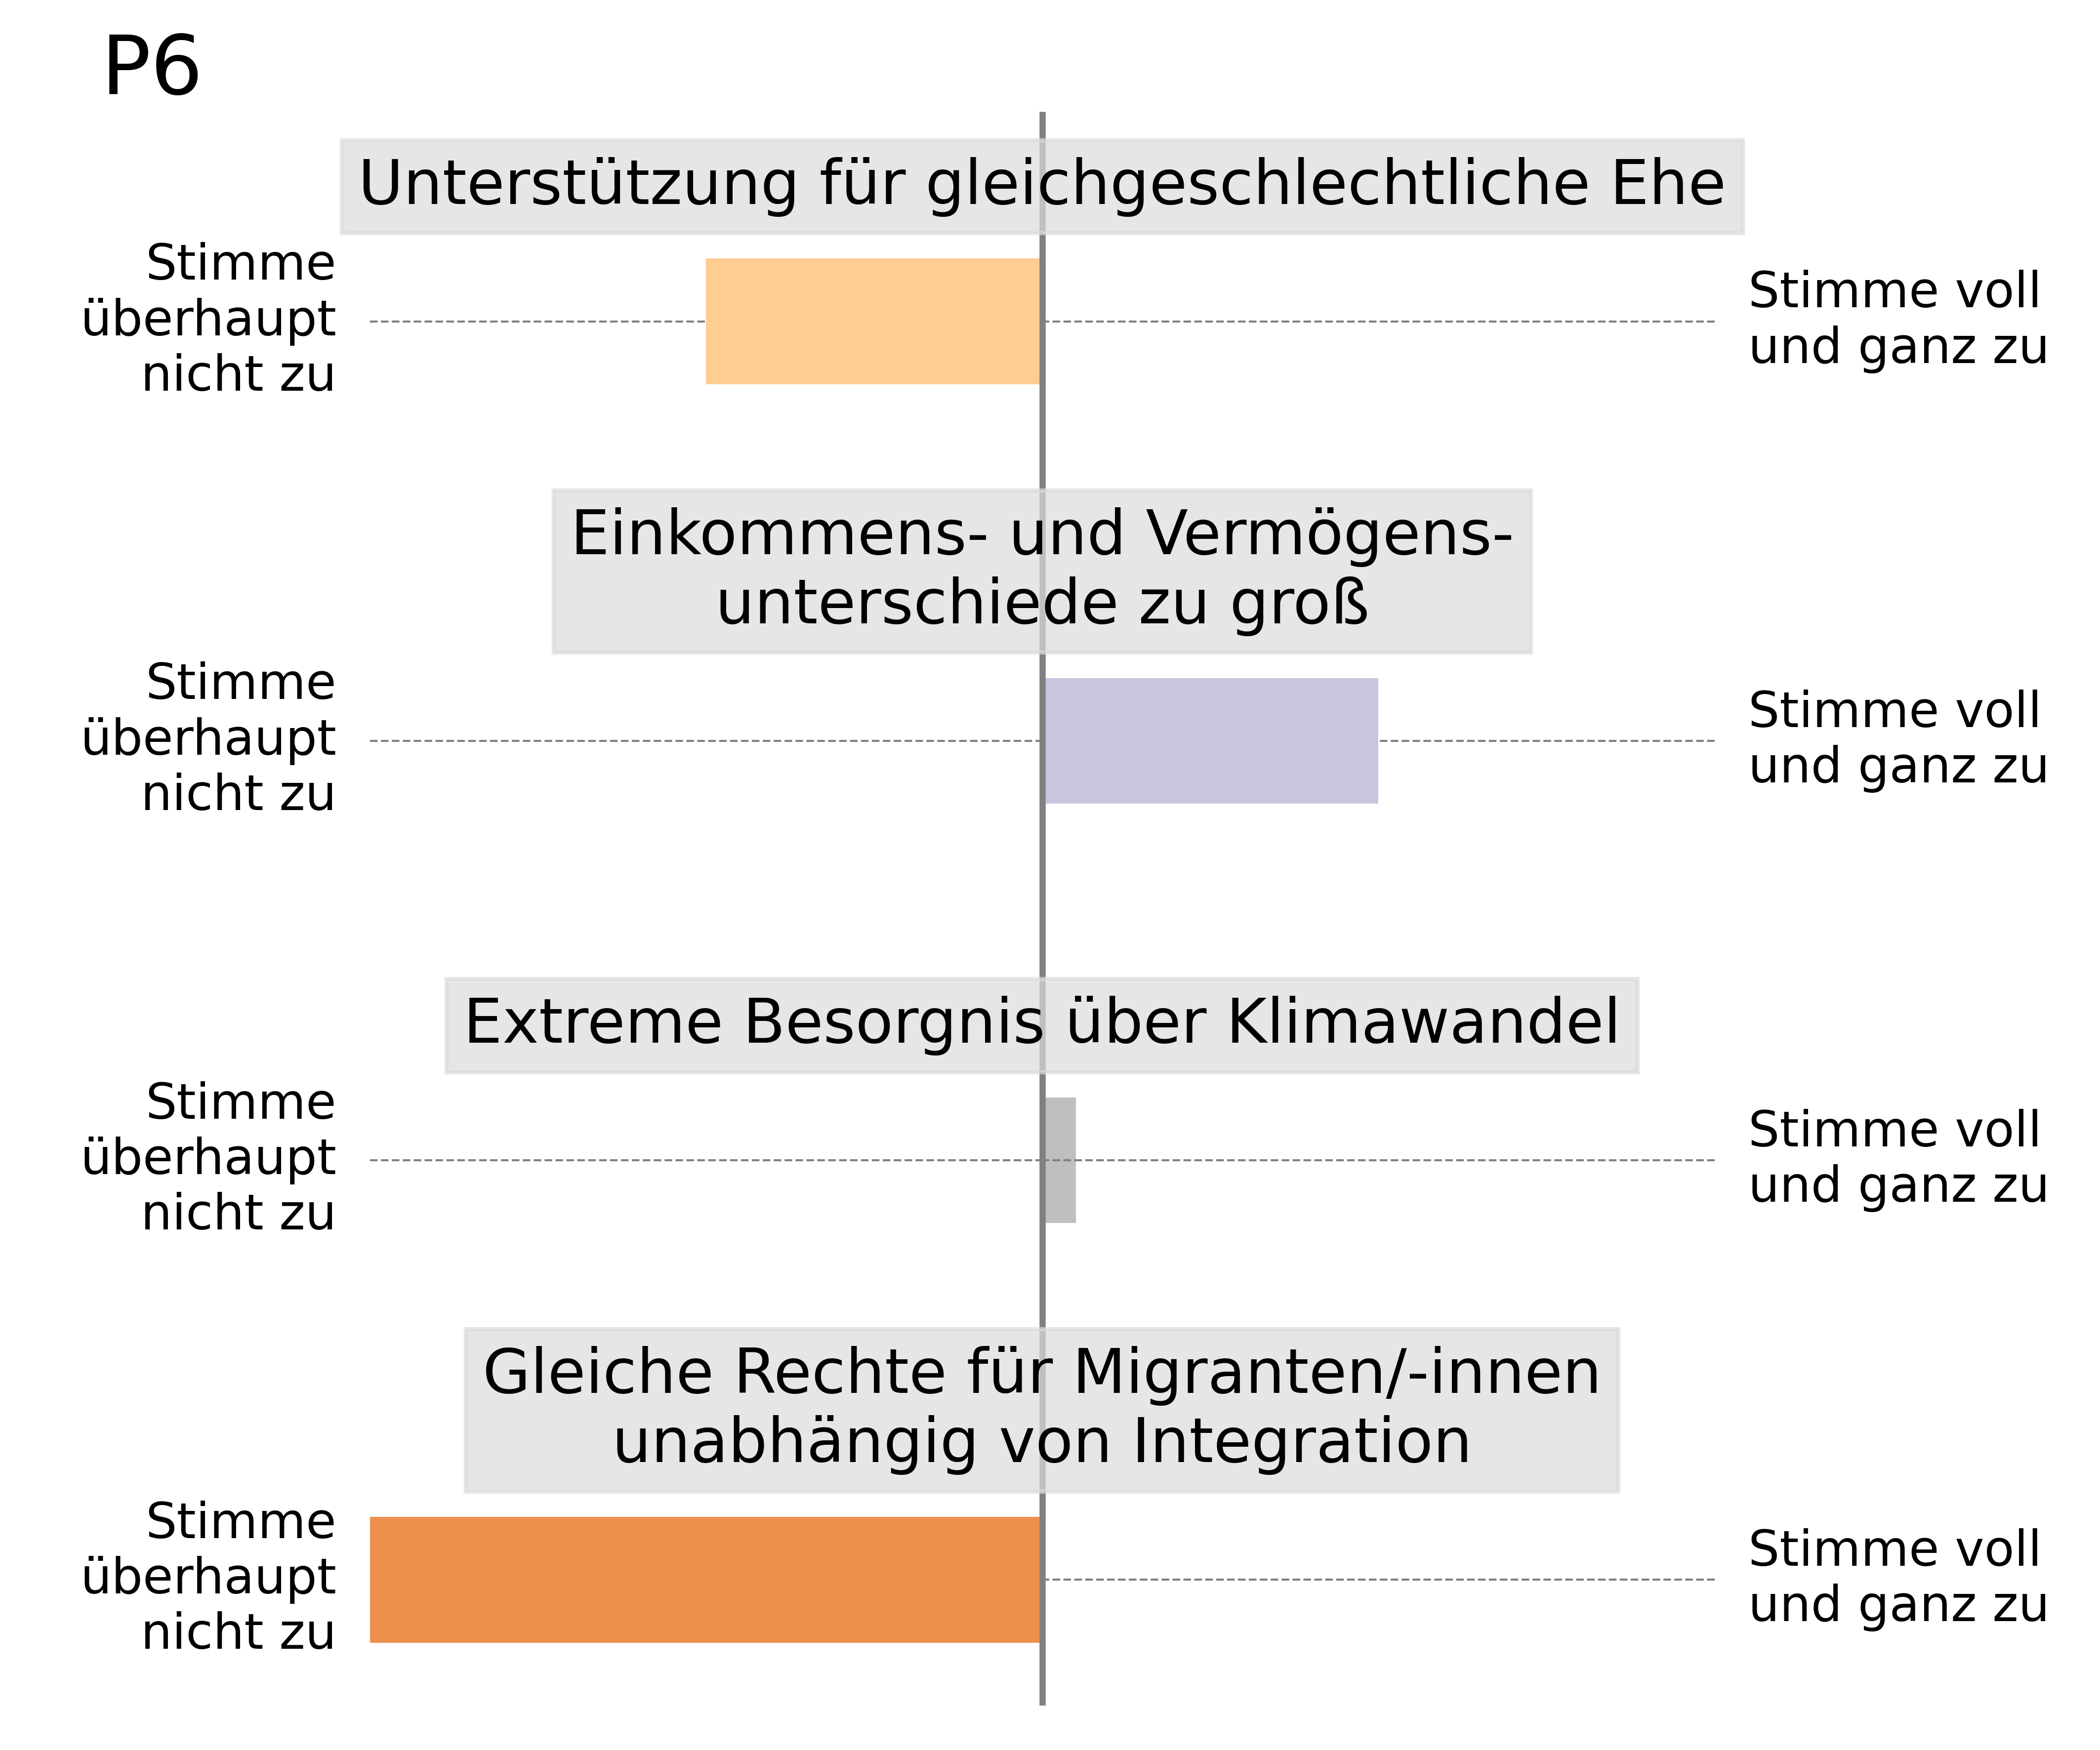 P6
Unterstützung für gleichgeschlechtliche Ehe
Stimme
überhaupt
nicht zu
Stimme voll
und ganz zu
Einkommens- und Vermögens-
unterschiede zu groß
Stimme
überhaupt
nicht zu
Stimme voll
und ganz zu
Extreme Besorgnis über Klimawandel
Stimme
überhaupt
nicht zu
Stimme voll
und ganz zu
Gleiche Rechte für Migranten/-innen
unabhängig von Integration
Stimme
überhaupt
nicht zu
Stimme voll
und ganz zu